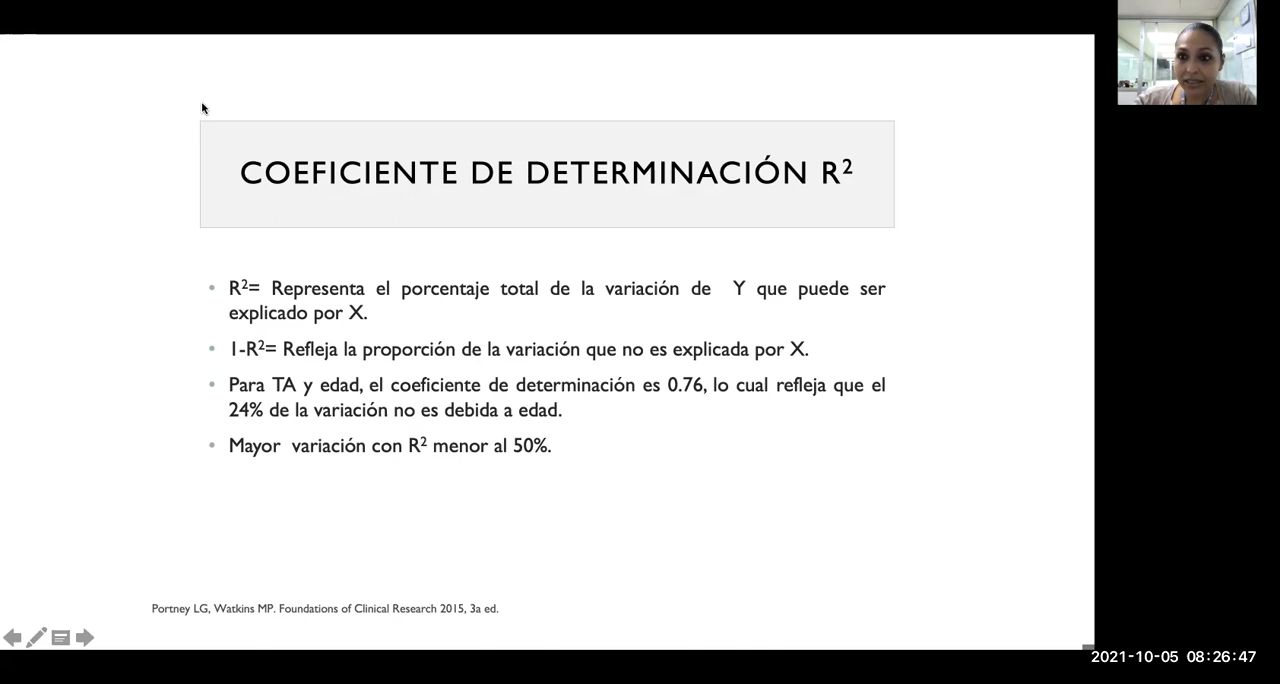 COEFICIENTE DE DETERMINACIÓN R²
• R²= Representa el porcentaje total de la variación de Y que puede ser
explicado por X.
• 1-R²= Refleja la proporción de la variación que no es explicada por X.
• Para TA y edad, el coeficiente de determinación es 0.76, lo cual refleja que el
24% de la variación no es debida a edad.
• Mayor variación con R² menor al 50%.
Portney LG, Watkins MP. Foundations of Clinical Research 2015, 3a ed.
2021-10-05 08:26:47